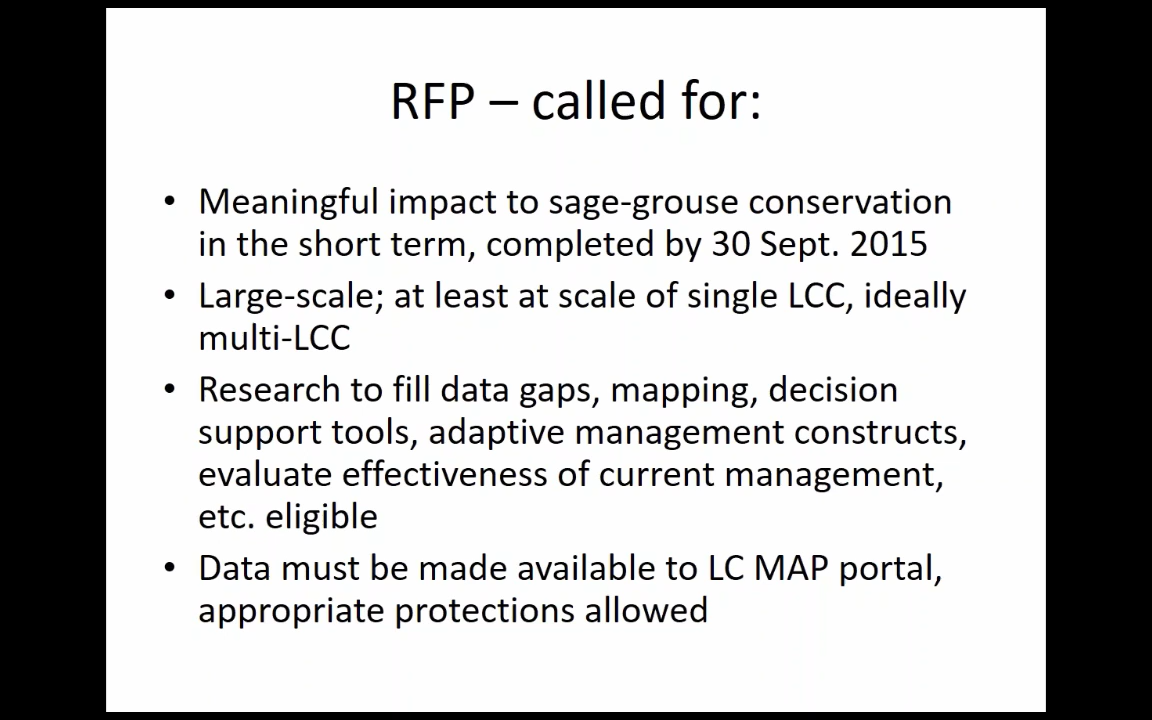 RFP – called for:
• Meaningful impact to sage-grouse conservation
in the short term, completed by 30 Sept. 2015
• Large-scale; at least at scale of single LCC, ideally
multi-LCC
• Research to fill data gaps, mapping, decision
support tools, adaptive management constructs,
evaluate effectiveness of current management,
etc. eligible
• Data must be made available to LC MAP portal,
appropriate protections allowed